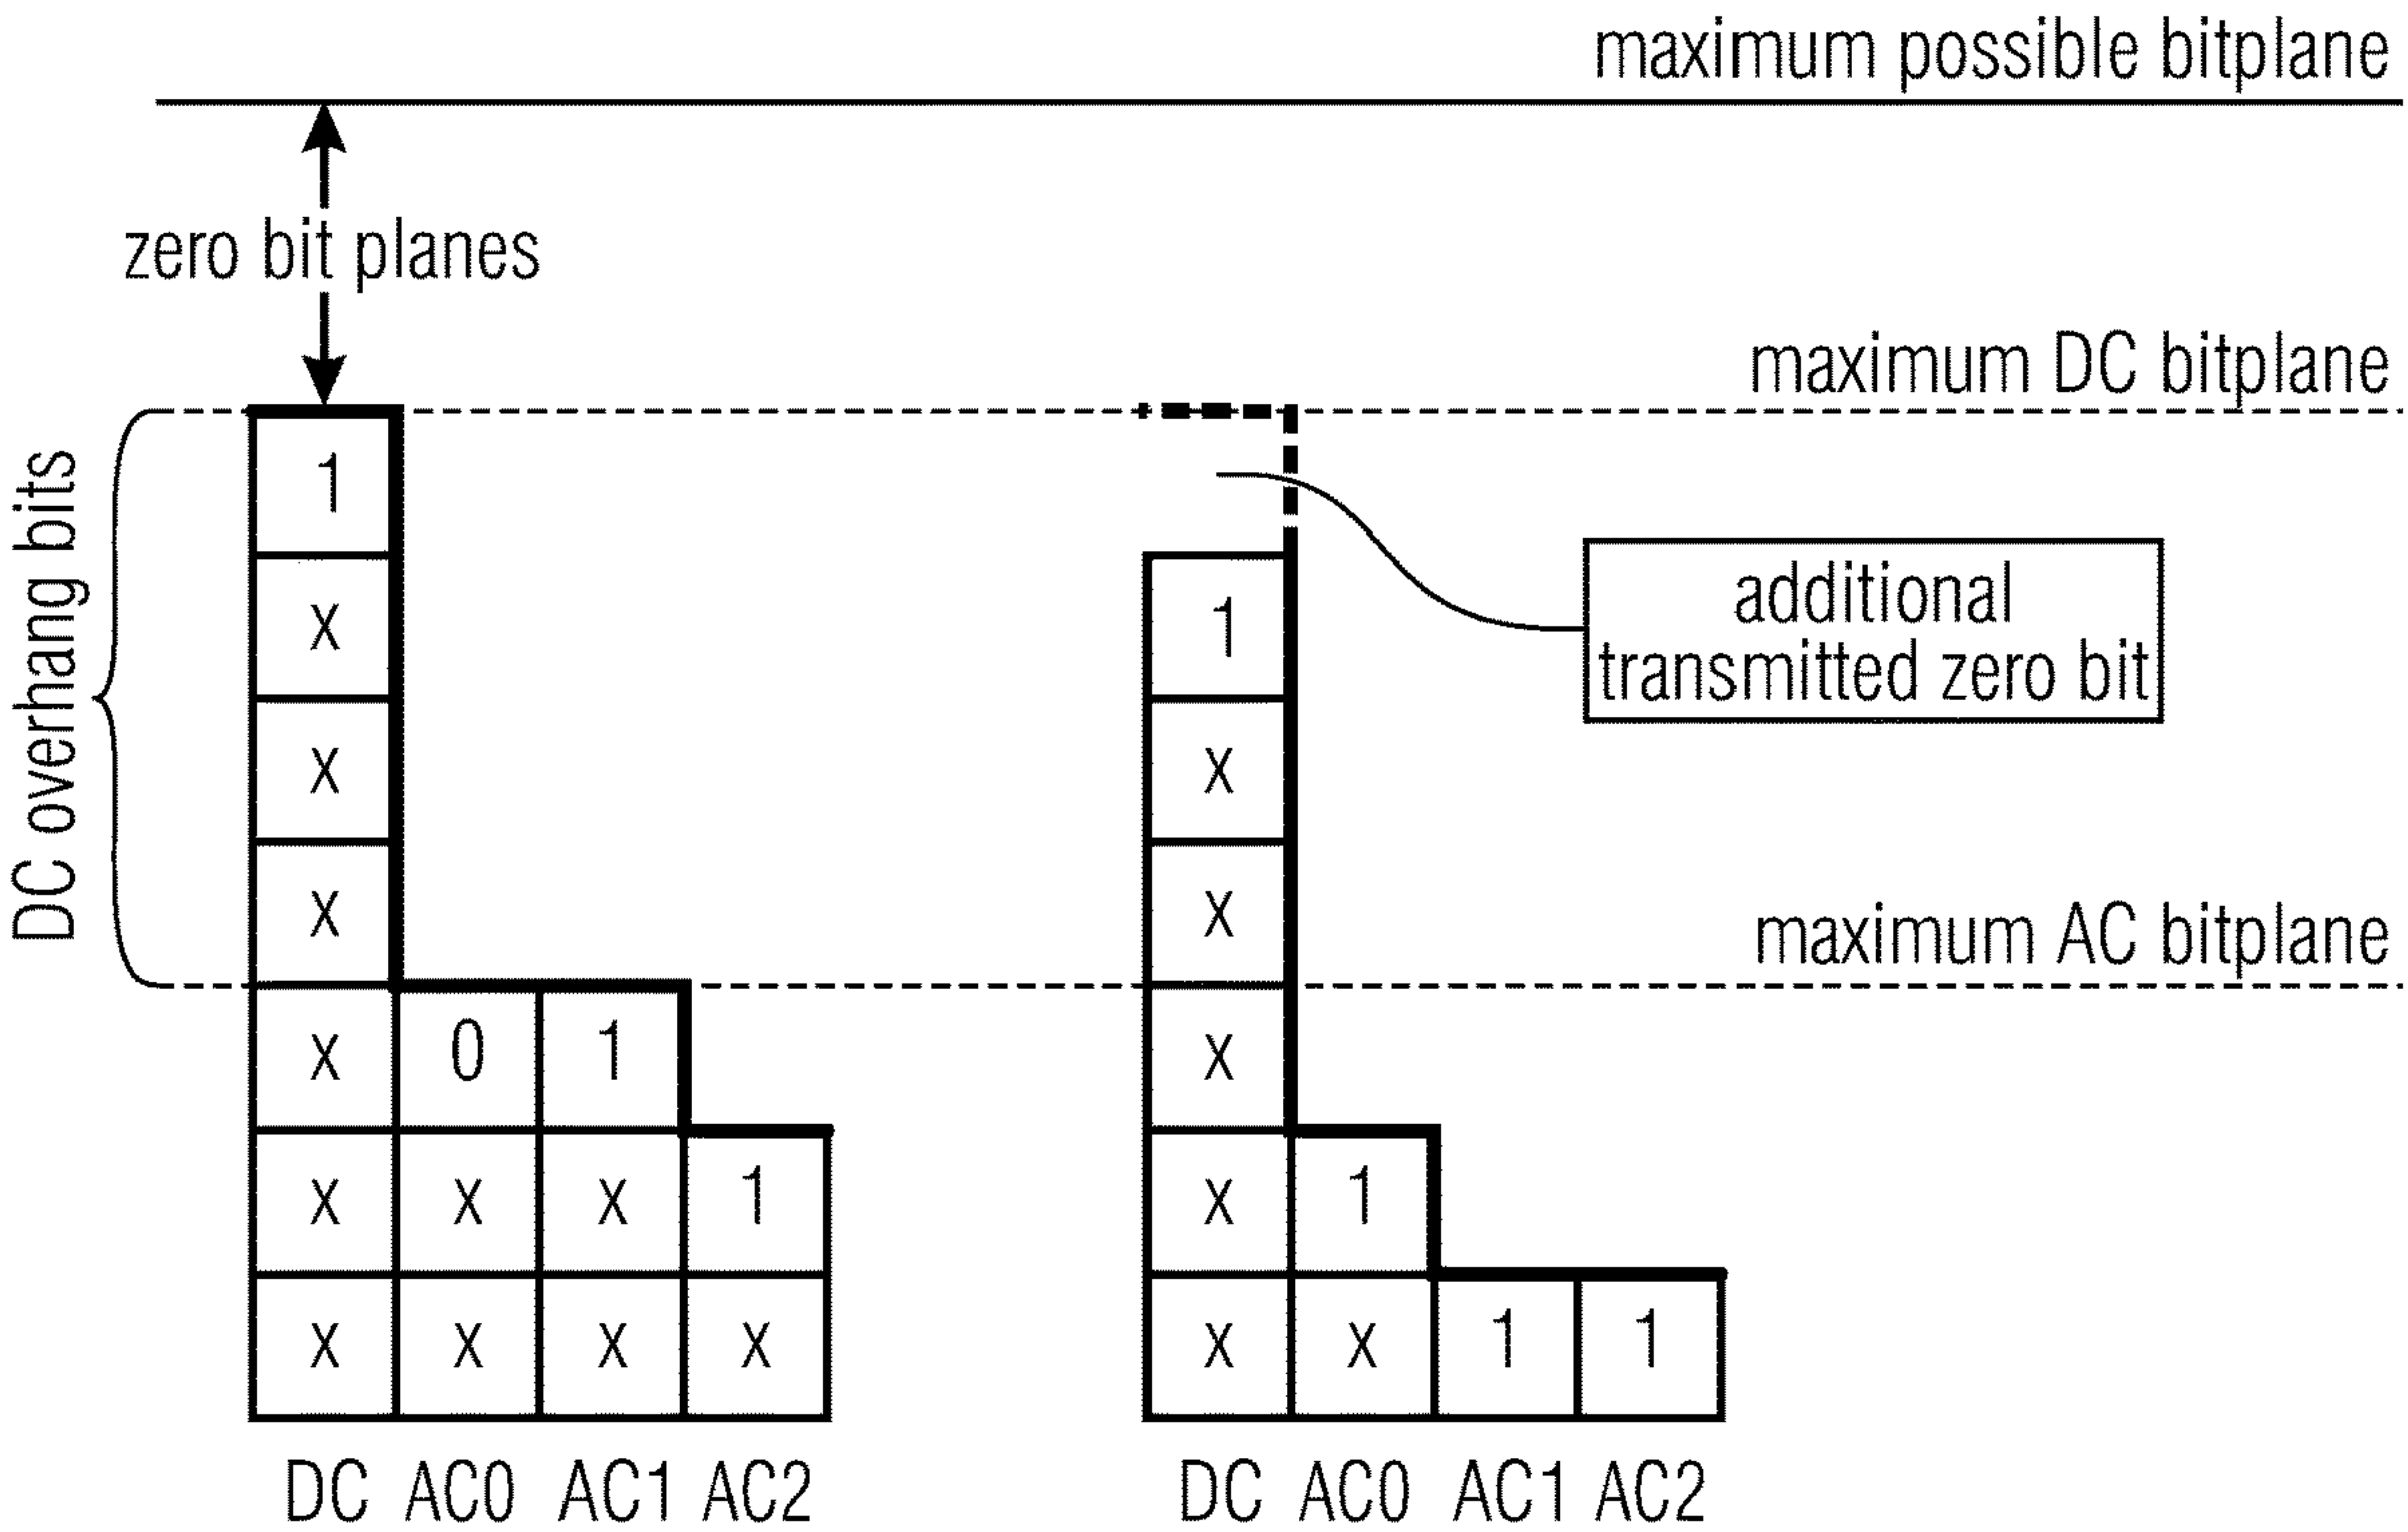 maximum possible bitplane
zero bit planes
maximum DC bitplane
DC overhang bits
1
x 1
additional
transmitted zero bit
x x
x x
maximum AC bitplane
x 0 1 x
x x x 1 x 1
x x x x x x 1 1
DC AC0 AC1 AC2 DC AC0 AC1 AC2